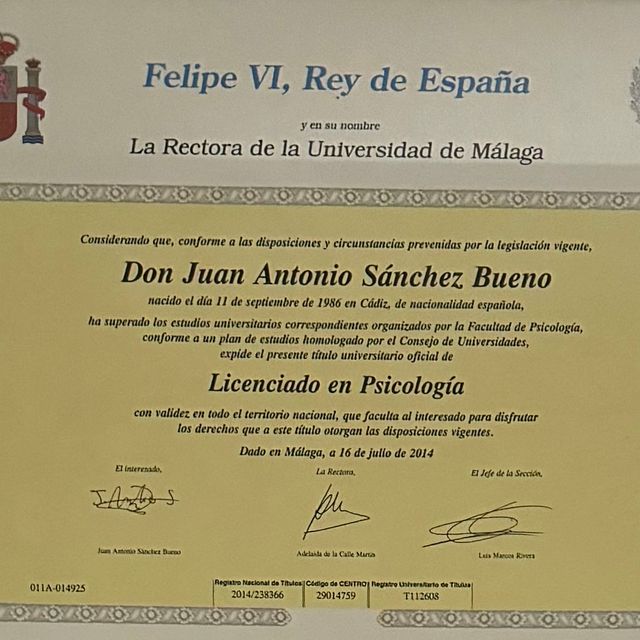 Felipe VI, Rey de España
y en su nombre
La Rectora de la Universidad de Málaga
Considerando que, conforme a las disposiciones y circunstancias prevenidas por la legislación vigente,
Don Juan Antonio Sánchez Bueno
nacido el día 11 de septiembre de 1986 en Cádiz, de nacionalidad española,
ha superado los estudios universitarios correspondientes organizados por la Facultad de Psicología,
conforme a un plan de estudios homologado por el Consejo de Universidades,
expide el presente título universitario oficial de
Licenciado en Psicología
con validez en todo el territorio nacional, que faculta al interesado para disfrutar
los derechos que a este título otorgan las disposiciones vigentes.
Dado en Málaga, a 16 de julio de 2014
El interesado, La Rectora, El Jefe de la Sección,
Juan Antonio Sánchez Bueno Adelaida de la Calle Martín Luis Marcos Rivera
011A-014925
Registro Nacional de Títulos Código de CENTRO Registro Universitario de Títulos
2014/238366 29014759 T112608